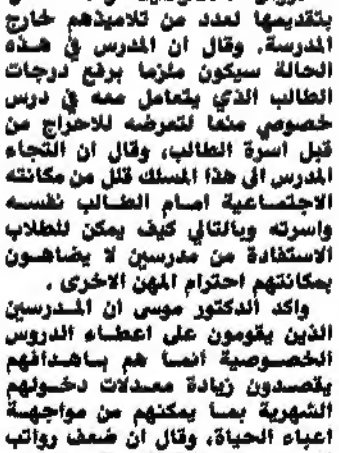 بتقديمها لعدد من تلاميذهم خارج
المدرسة، وقال ان المدرس في هذه
الحالة سيكون ملزما برفع درجات
الطالب الذي يتعامل معه في درس
خصوصي منعا لتعرضه للاحراج من
قبل اسرة الطالب، وقال ان التجاء
المدرس الى هذا المسلك قلل من مكانته
الاجتماعية امام الطالب نفسه
واسرته وبالتالي كيف يمكن للطلاب
الاستفادة من مدرسين لا يضاهون
بمكانتهم احترام المهن الاخرى .
واكد الدكتور موسى ان المدرسين
الذين يقومون على اعطاء الدروس
الخصوصية انما هم باهدافهم
يقصدون زيادة معدلات دخولهم
الشهرية بما يمكنهم من مواجهة
اعباء الحياة، وقال ان ضعف رواتب